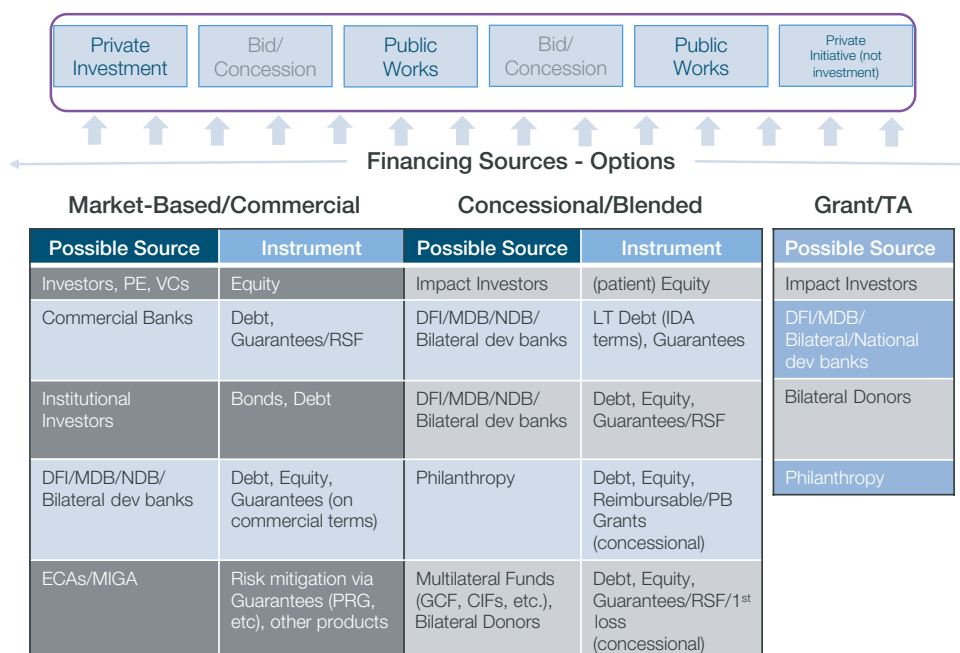 Private
Investment
Bid/
Concession
Public
Works
Bid/
Concession
Public
Works
Private
Initiative (not
investment)
Financing Sources - Options
Market-Based/Commercial
Concessional/Blended
Grant/TA
Possible Source
Instrument
Possible Source
Instrument
Possible Source
Investors, PE, VCs
Equity
Impact Investors
(patient) Equity
Impact Investors
Commercial Banks
Debt,
Guarantees/RSF
DFI/MDB/NDB/
Bilateral dev banks
LT Debt (IDA
terms), Guarantees
DFI/MDB/
Bilateral/National
dev banks
Institutional
Investors
Bonds, Debt
DFI/MDB/NDB/
Bilateral dev banks
Debt, Equity,
Guarantees/RSF
Bilateral Donors
DFI/MDB/NDB/
Bilateral dev banks
Debt, Equity,
Guarantees (on
commercial terms)
Philanthropy
Debt, Equity,
Reimbursable/PB
Grants
(concessional)
Philanthropy
ECAs/MIGA
Risk mitigation via
Guarantees (PRG,
etc), other products
Multilateral Funds
(GCF, CIFs, etc.),
Bilateral Donors
Debt, Equity,
Guarantees/RSF/1st
loss
(concessional)